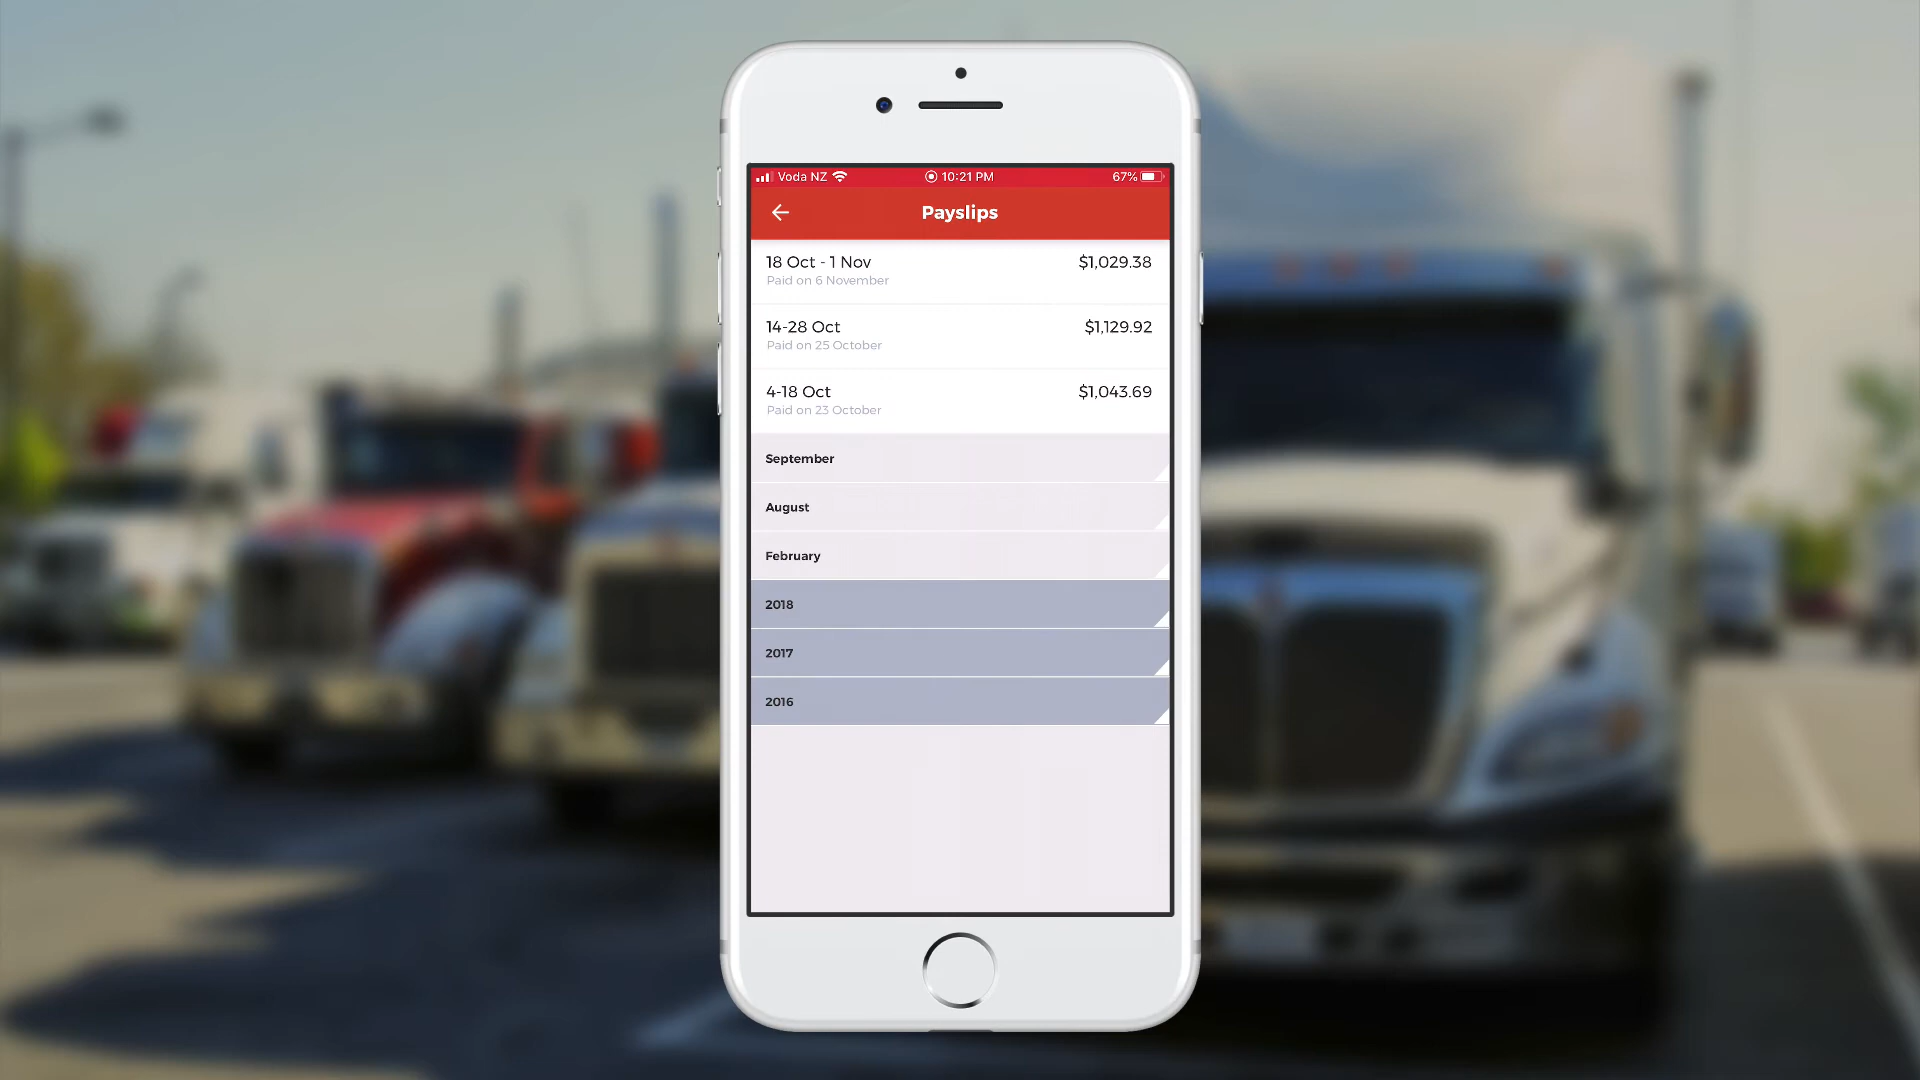 Voda NZ 10:21 PM 67%
Payslips
18 Oct - 1 Nov $1,029.38
Paid on 6 November
14-28 Oct $1,129.92
Paid on 25 October
4-18 Oct $1,043.69
Paid on 23 October
September
August
February
2018
2017
2016